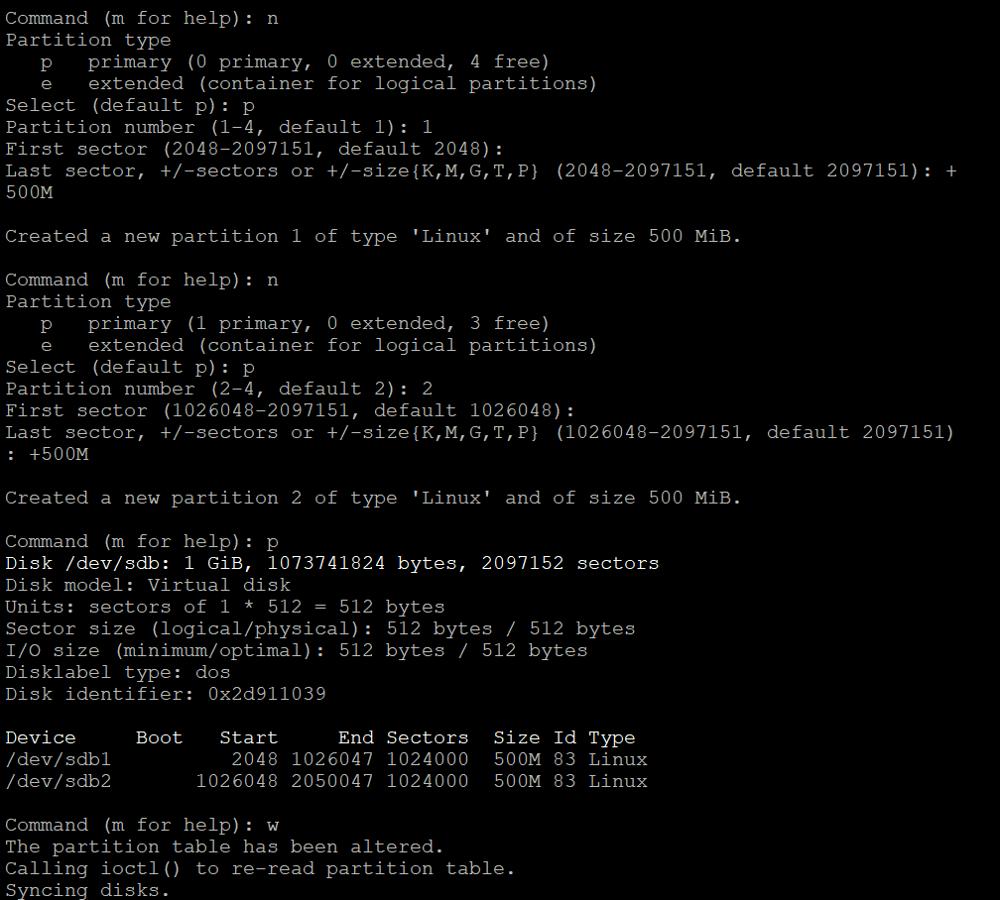 Command (m for help): n
Partition type
   p   primary (0 primary, 0 extended, 4 free)
   e   extended (container for logical partitions)
Select (default p): p
Partition number (1-4, default 1): 1
First sector (2048-2097151, default 2048):
Last sector, +/-sectors or +/-size{K,M,G,T,P} (2048-2097151, default 2097151): +
500M

Created a new partition 1 of type 'Linux' and of size 500 MiB.

Command (m for help): n
Partition type
   p   primary (1 primary, 0 extended, 3 free)
   e   extended (container for logical partitions)
Select (default p): p
Partition number (2-4, default 2): 2
First sector (1026048-2097151, default 1026048):
Last sector, +/-sectors or +/-size{K,M,G,T,P} (1026048-2097151, default 2097151)
: +500M

Created a new partition 2 of type 'Linux' and of size 500 MiB.

Command (m for help): p
Disk /dev/sdb: 1 GiB, 1073741824 bytes, 2097152 sectors
Disk model: Virtual disk
Units: sectors of 1 * 512 = 512 bytes
Sector size (logical/physical): 512 bytes / 512 bytes
I/O size (minimum/optimal): 512 bytes / 512 bytes
Disklabel type: dos
Disk identifier: 0x2d911039

Device     Boot   Start     End Sectors  Size Id Type
/dev/sdb1          2048 1026047 1024000  500M 83 Linux
/dev/sdb2       1026048 2050047 1024000  500M 83 Linux

Command (m for help): w
The partition table has been altered.
Calling ioctl() to re-read partition table.
Syncing disks.